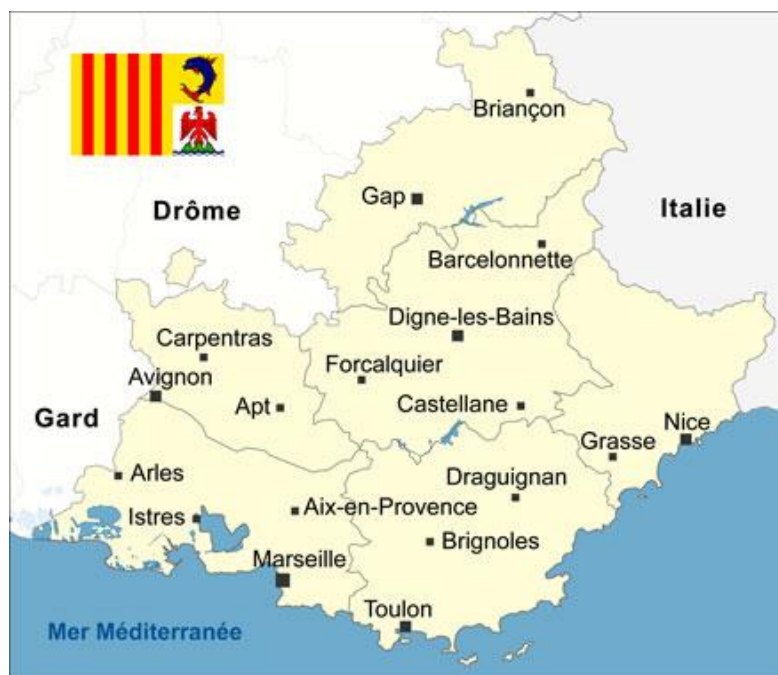 Briançon
Gap
Drôme
Italie
Barcelonnette
Digne-les-Bains
Carpentras
Forcalquier
Avignon
Apt
Castellane
Gard
Nice
Grasse
Arles
Draguignan
Istres
Aix-en-Provence
Brignoles
Marseille
Toulon
Mer Méditerranée